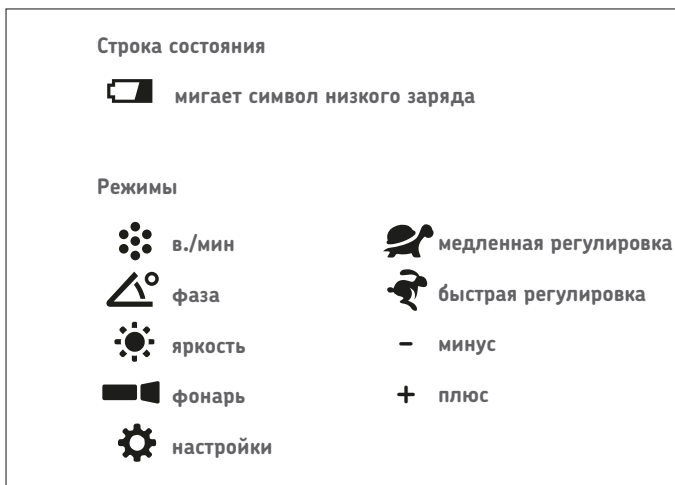 Строка состояния
мигает символ низкого заряда
Режимы
в./мин
фаза
яркость
фонарь
настройки
медленная регулировка
быстрая регулировка
- минус
+ плюс